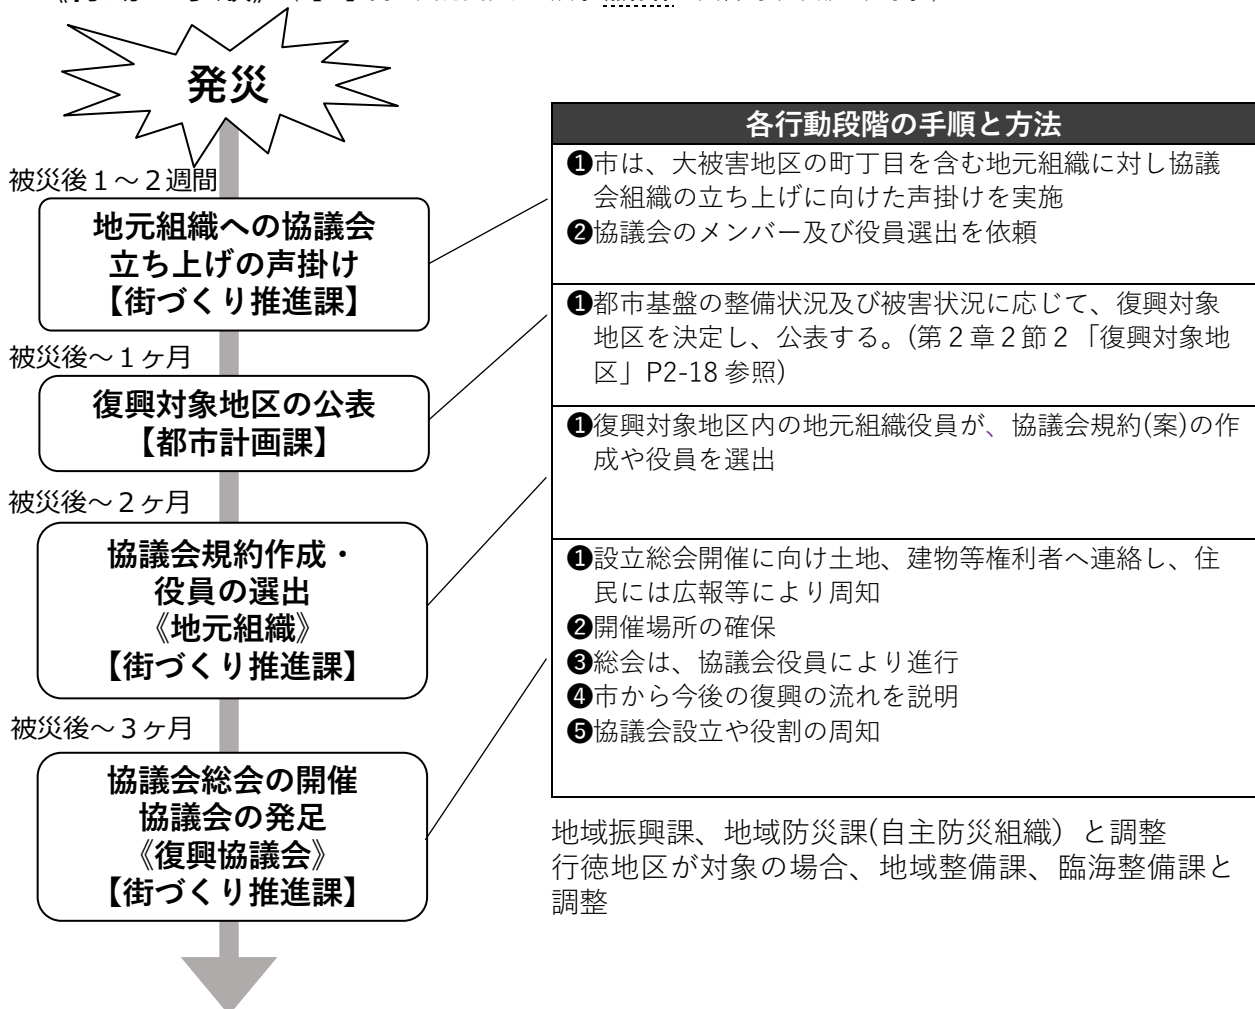 発災
被災後１～２週間
地元組織への協議会
立ち上げの声掛け
【街づくり推進課】
被災後～１ヶ月
復興対象地区の公表
【都市計画課】
被災後～２ヶ月
協議会規約作成・
役員の選出
《地元組織》
【街づくり推進課】
被災後～３ヶ月
協議会総会の開催
協議会の発足
《復興協議会》
【街づくり推進課】
各行動段階の手順と方法
❶市は、大被害地区の町丁目を含む地元組織に対し協議
会組織の立ち上げに向けた声掛けを実施
❷協議会のメンバー及び役員選出を依頼
❶都市基盤の整備状況及び被害状況に応じて、復興対象
地区を決定し、公表する。(第２章２節２「復興対象地
区」P2-18 参照)
❶復興対象地区内の地元組織役員が、協議会規約(案)の作
成や役員を選出
❶設立総会開催に向け土地、建物等権利者へ連絡し、住
民には広報等により周知
❷開催場所の確保
❸総会は、協議会役員により進行
❹市から今後の復興の流れを説明
❺協議会設立や役割の周知
地域振興課、地域防災課(自主防災組織）と調整
行徳地区が対象の場合、地域整備課、臨海整備課と
調整